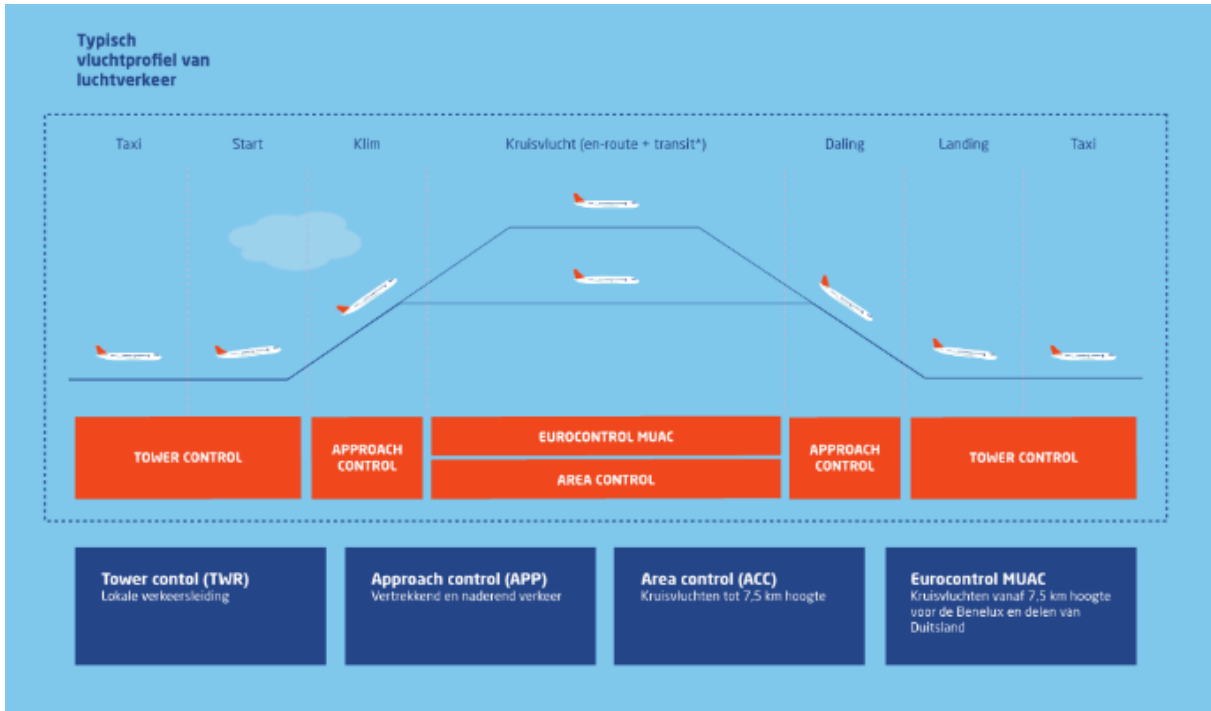 Typisch
vluchtprofiel van
luchtverkeer
Taxi
Start
Klim
Kruisvlucht (en-route + transit*)
Daling
Landing
Taxi
TOWER CONTROL
APPROACH
CONTROL
EUROCONTROL MUAC
AREA CONTROL
APPROACH
CONTROL
TOWER CONTROL
Tower contol (TWR)
Lokale verkeersleiding
Approach control (APP)
Vertrekkend en naderend verkeer
Area control (ACC)
Kruisvluchten tot 7,5 km hoogte
Eurocontrol MUAC
Kruisvluchten vanaf 7,5 km hoogte
voor de Benelux en delen van
Duitsland